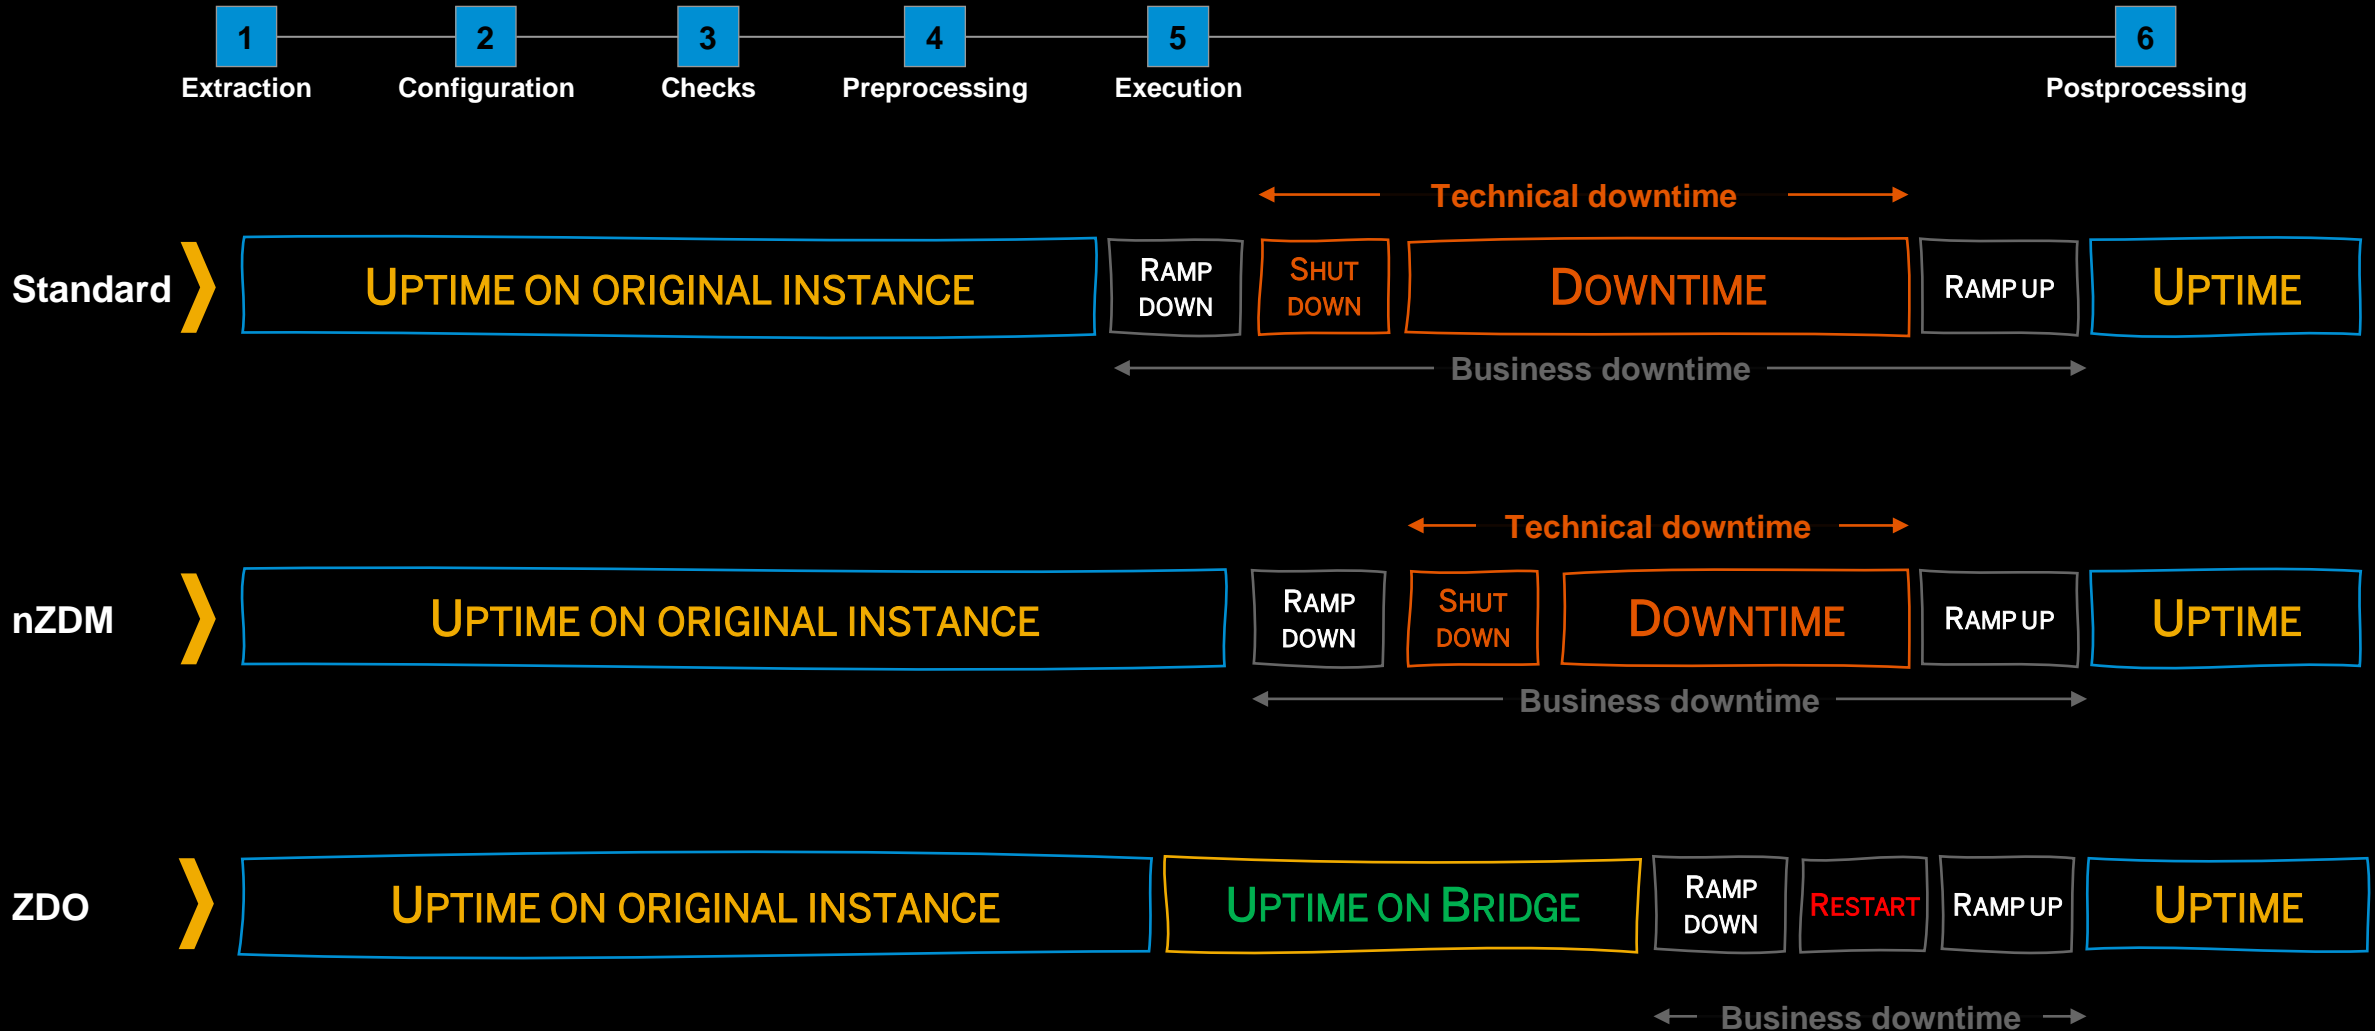 1 2 3 4 5 6
Extraction Configuration Checks Preprocessing Execution Postprocessing
Technical downtime
Standard
UPTIME ON ORIGINAL INSTANCE
RAMP
DOWN
SHUT
DOWN
DOWNTIME
RAMP UP
UPTIME
Business downtime
Technical downtime
nZDM
UPTIME ON ORIGINAL INSTANCE
RAMP
DOWN
SHUT
DOWN
DOWNTIME
RAMP UP
UPTIME
Business downtime
ZDO
UPTIME ON ORIGINAL INSTANCE
UPTIME ON BRIDGE
RAMP
DOWN
RESTART
RAMP UP
UPTIME
Business downtime